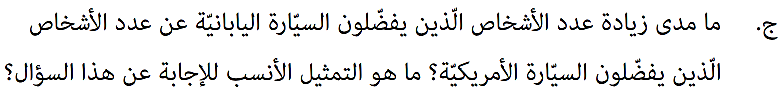 ج. ما مدى زيادة عدد الأشخاص الّذين يفضّلون السيّارة اليابانيّة عن عدد الأشخاص
الّذين يفضّلون السيّارة الأمريكيّة؟ ما هو التمثيل الأنسب للإجابة عن هذا السؤال؟